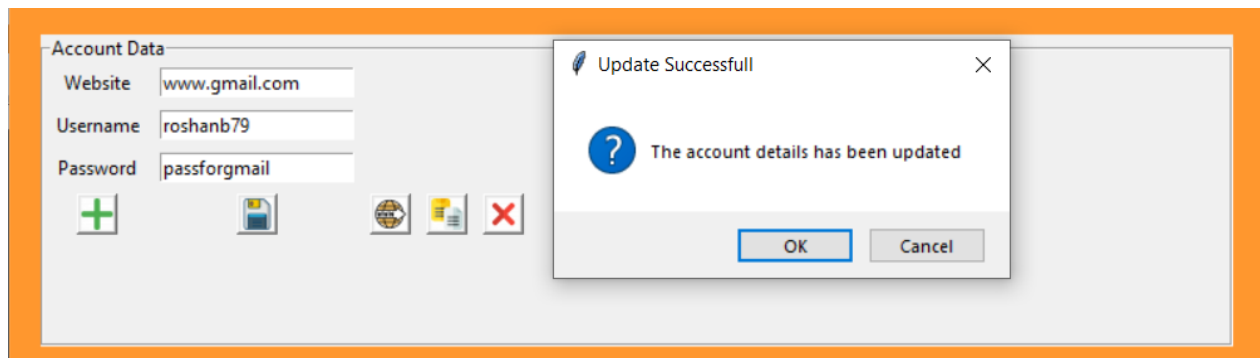 Account Data
Website www.gmail.com
Username roshanb79
Password passforgmail
Update Successfull
The account details has been updated
OK Cancel